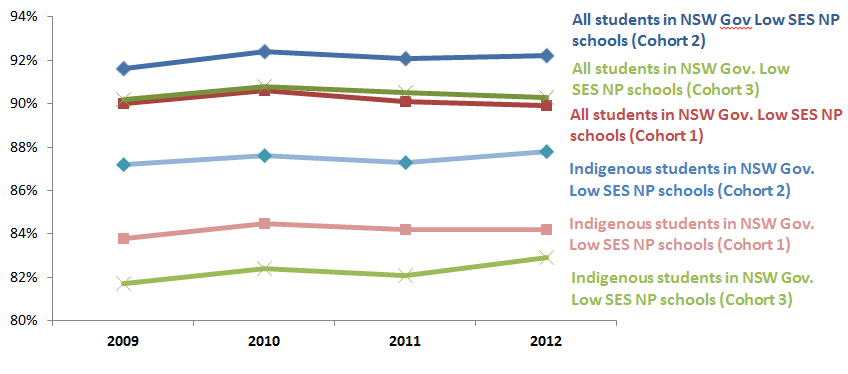 94%
92%
90%
88%
86%
84%
82%
80%
2009
2010
2011
2012
All students in NSW Gov Low SES NP
schools (Cohort 2)
All students in NSW Gov. Low
SES NP schools (Cohort 3)
All students in NSW Gov. Low SES NP
schools (Cohort 1)
Indigenous students in NSW Gov.
Low SES NP schools (Cohort 2)
Indigenous students in NSW Gov.
Low SES NP schools (Cohort 1)
Indigenous students in NSW Gov.
Low SES NP schools (Cohort 3)